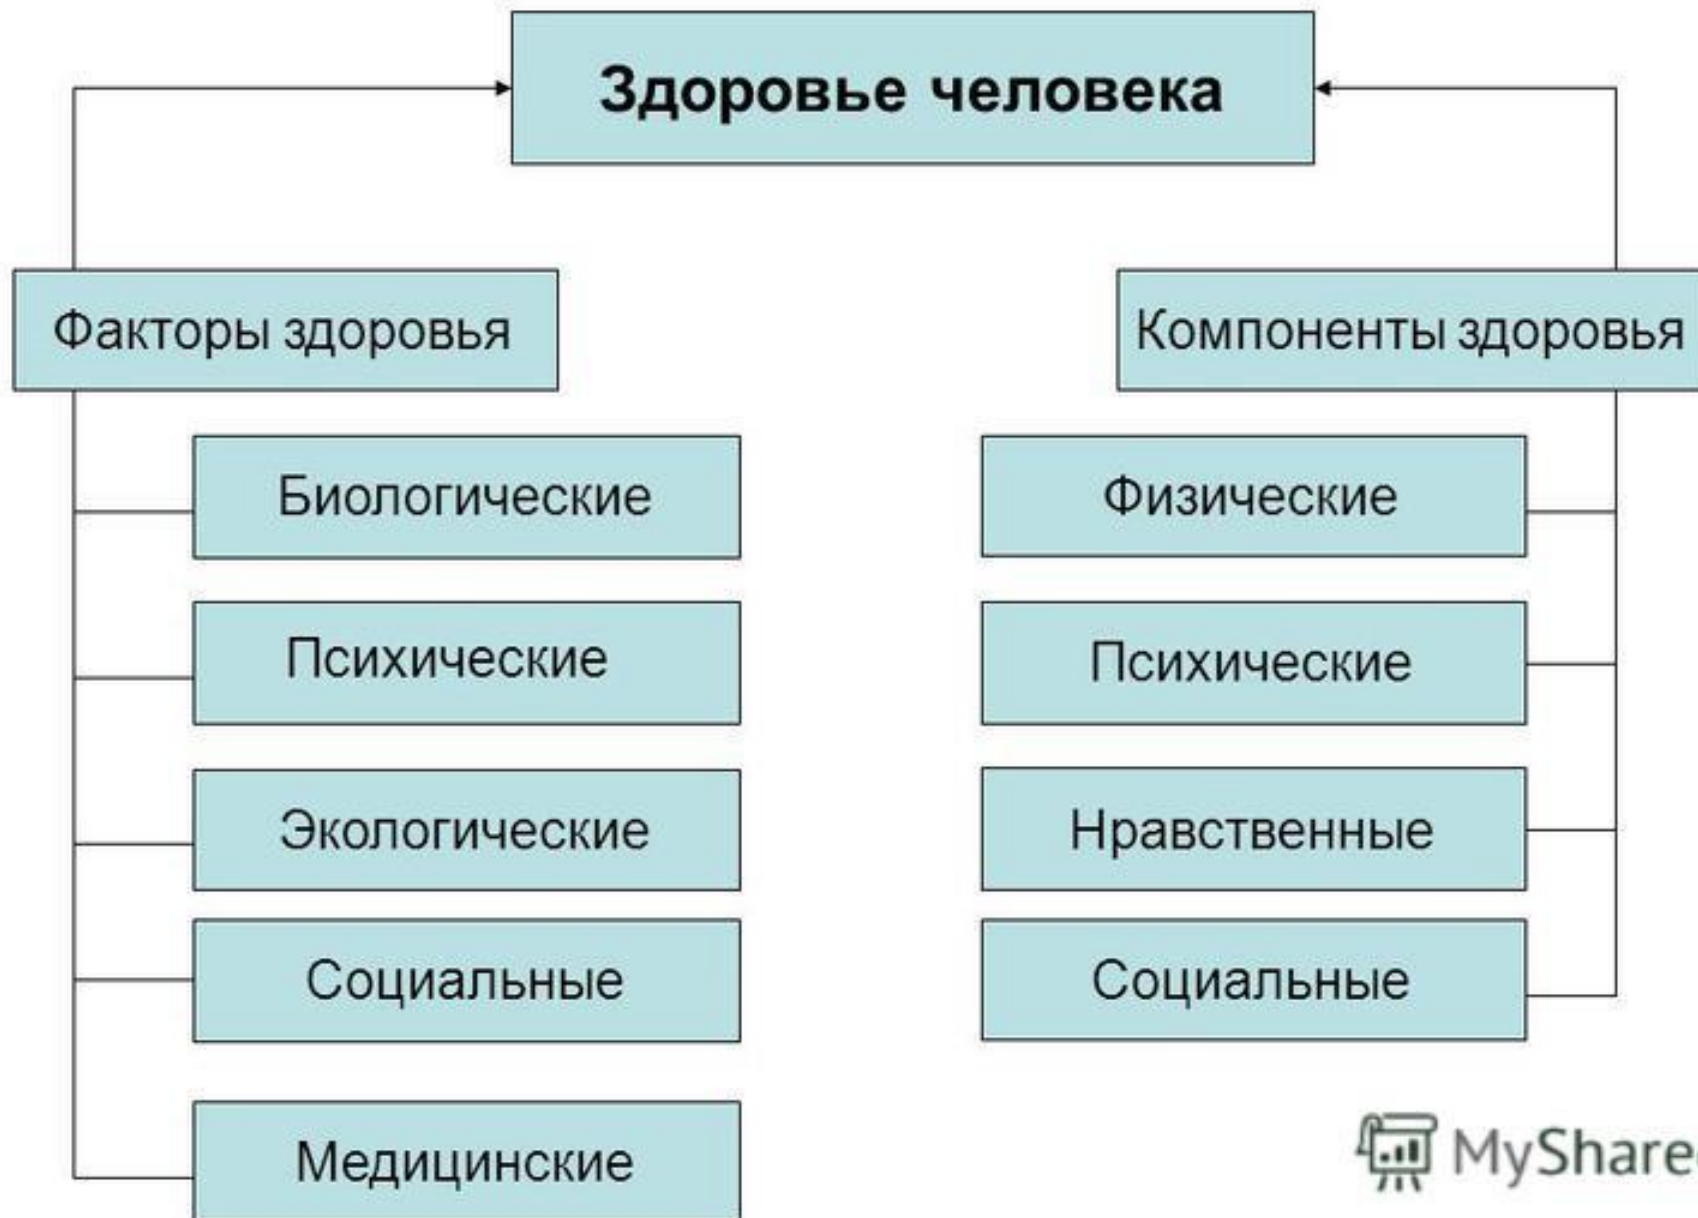 Здоровье человека
Факторы здоровья
Биологические
Психические
Экологические
Социальные
Медицинские
Компоненты здоровья
Физические
Психические
Нравственные
Социальные
MyShare